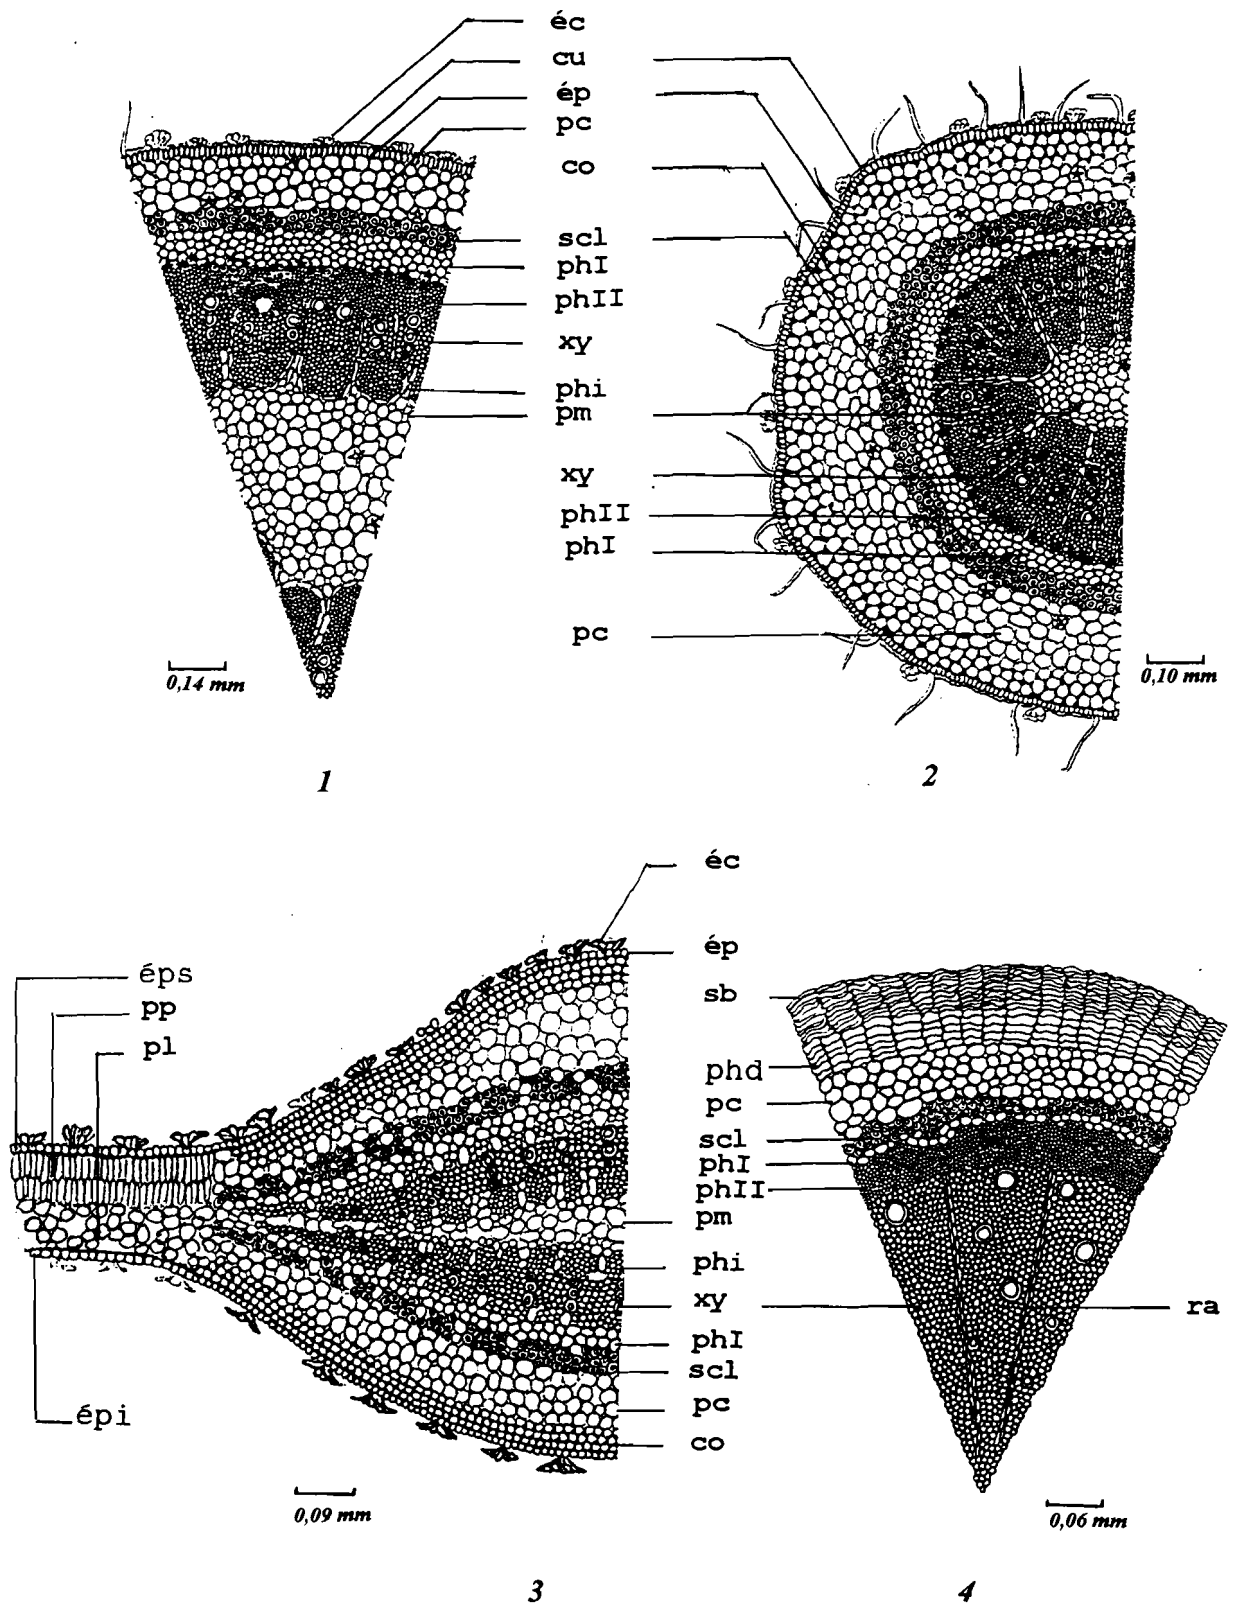 éc
cu
ép
pc
co
scl
phI
phII
xy
phi
pm
xy
phII
phI
pc
0,14 mm
0,10 mm
1
2
éc
ép
éps
pp
pl
sb
phd
pc
scl
phI
phII
pm
phi
xy
ra
phI
scl
pc
co
épi
0,09 mm
0,06 mm
3
4